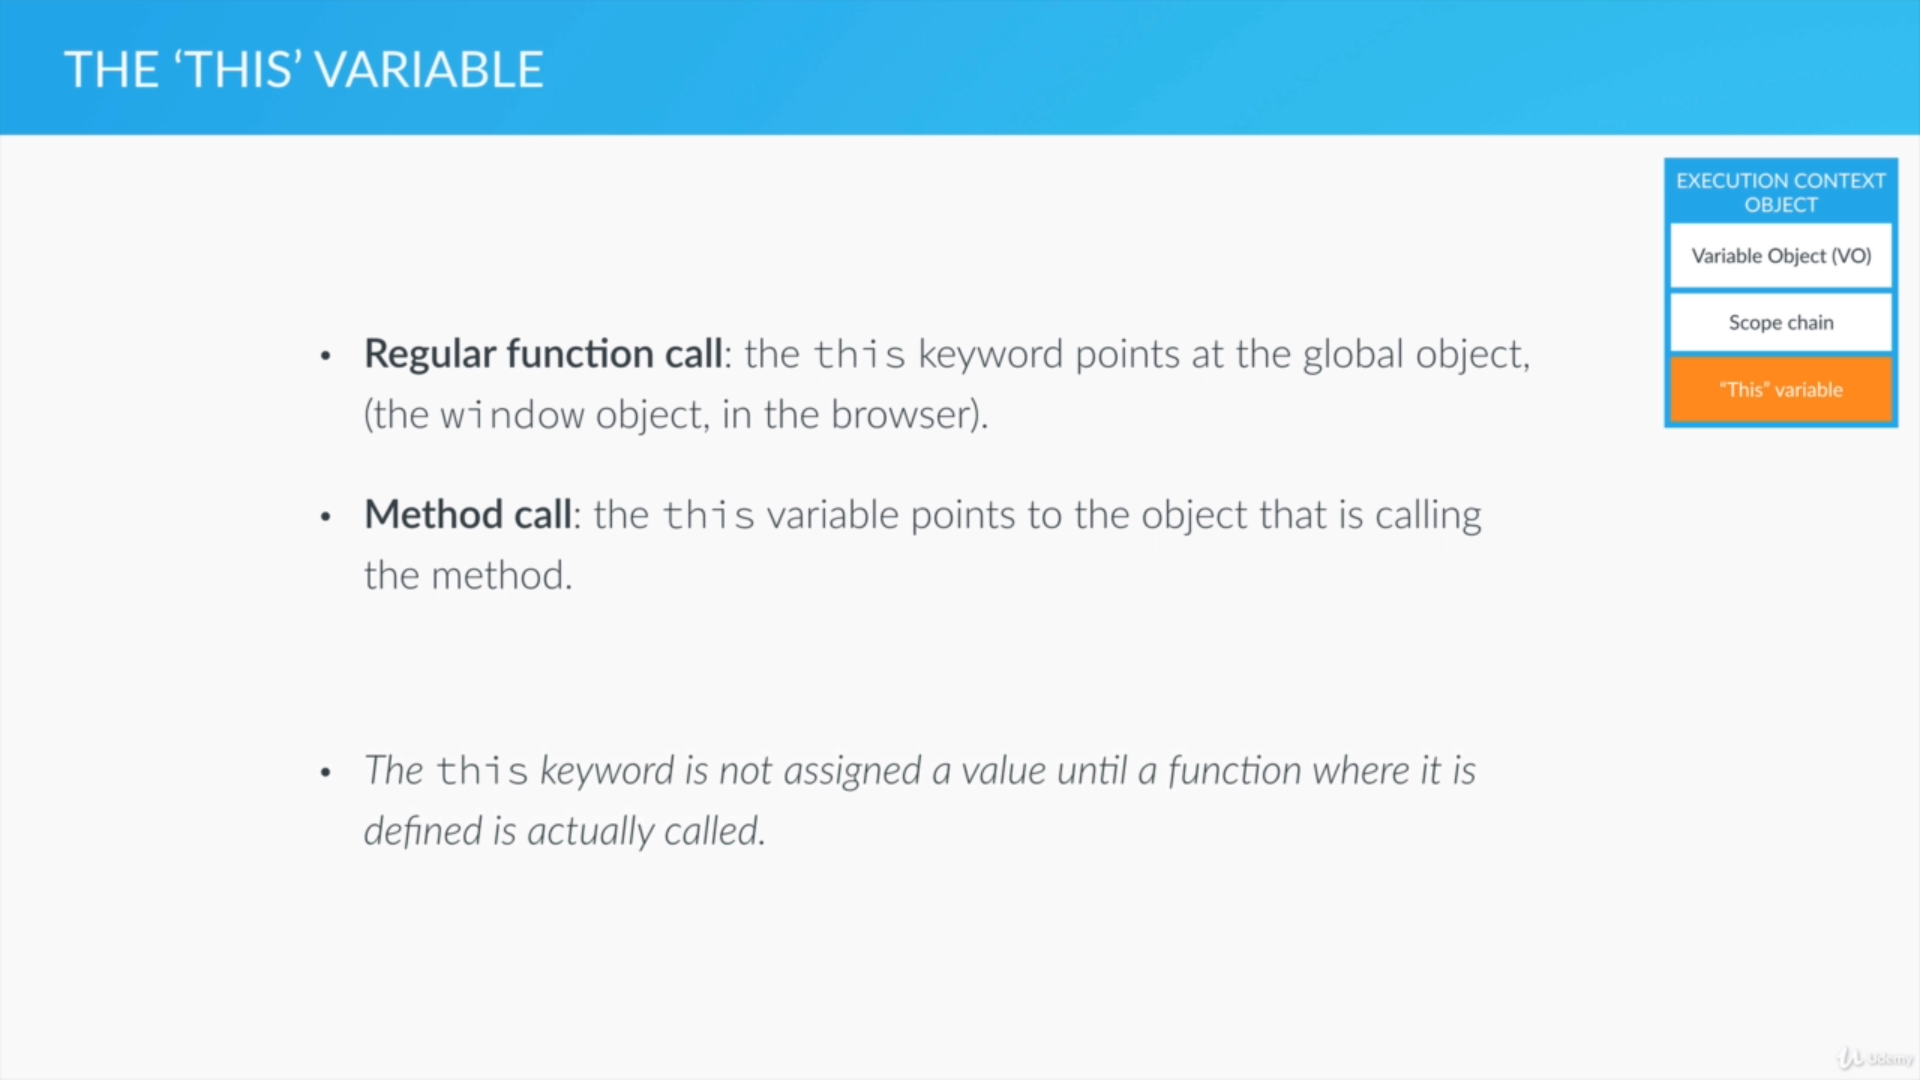 THE ‘THIS’ VARIABLE
EXECUTION CONTEXT
OBJECT
Variable Object (VO)
Scope chain
“This” variable
• Regular function call: the this keyword points at the global object,
(the window object, in the browser).
• Method call: the this variable points to the object that is calling
the method.
• The this keyword is not assigned a value until a function where it is
defined is actually called.
Udemy